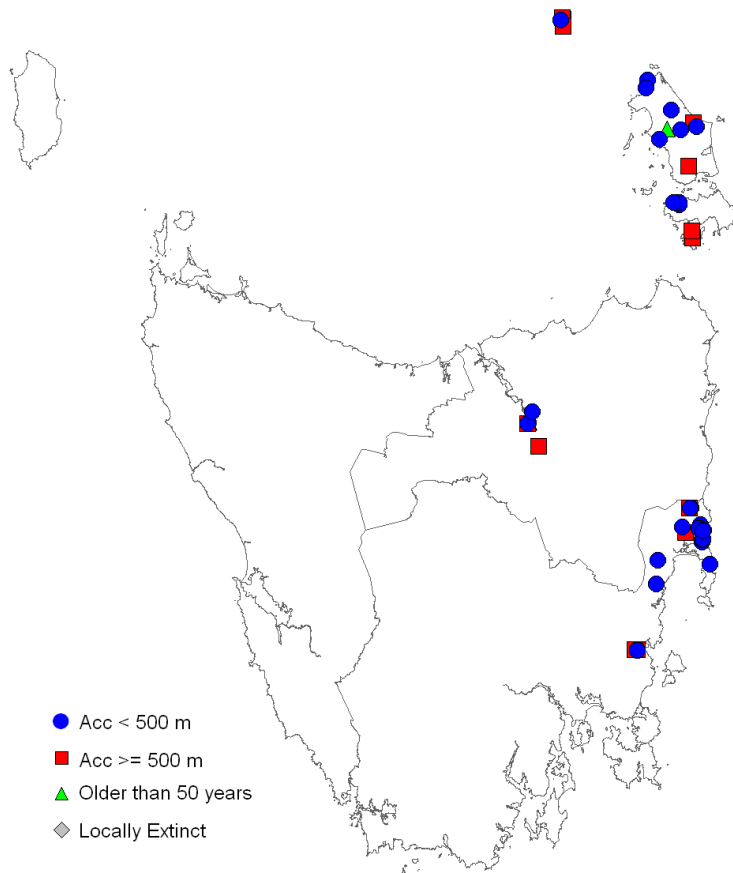 Acc < 500 m
Acc >= 500 m
Older than 50 years
Locally Extinct